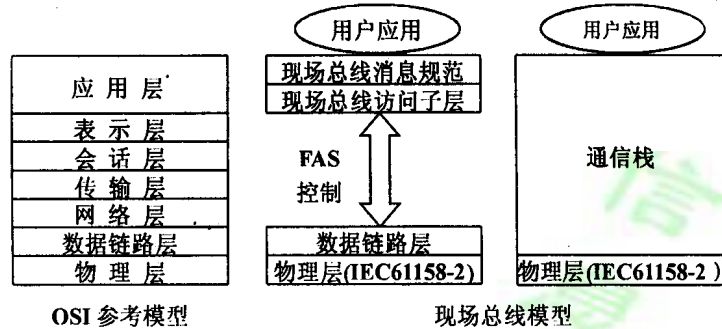 用户应用
用户应用
应用层
表示层
会话层
传输层
网络层
数据链路层
物理层
OSI 参考模型
现场总线消息规范
现场总线访问子层
FAS
控制
数据链路层
物理层(IEC61158-2)
通信栈
物理层(IEC61158-2)
现场总线模型